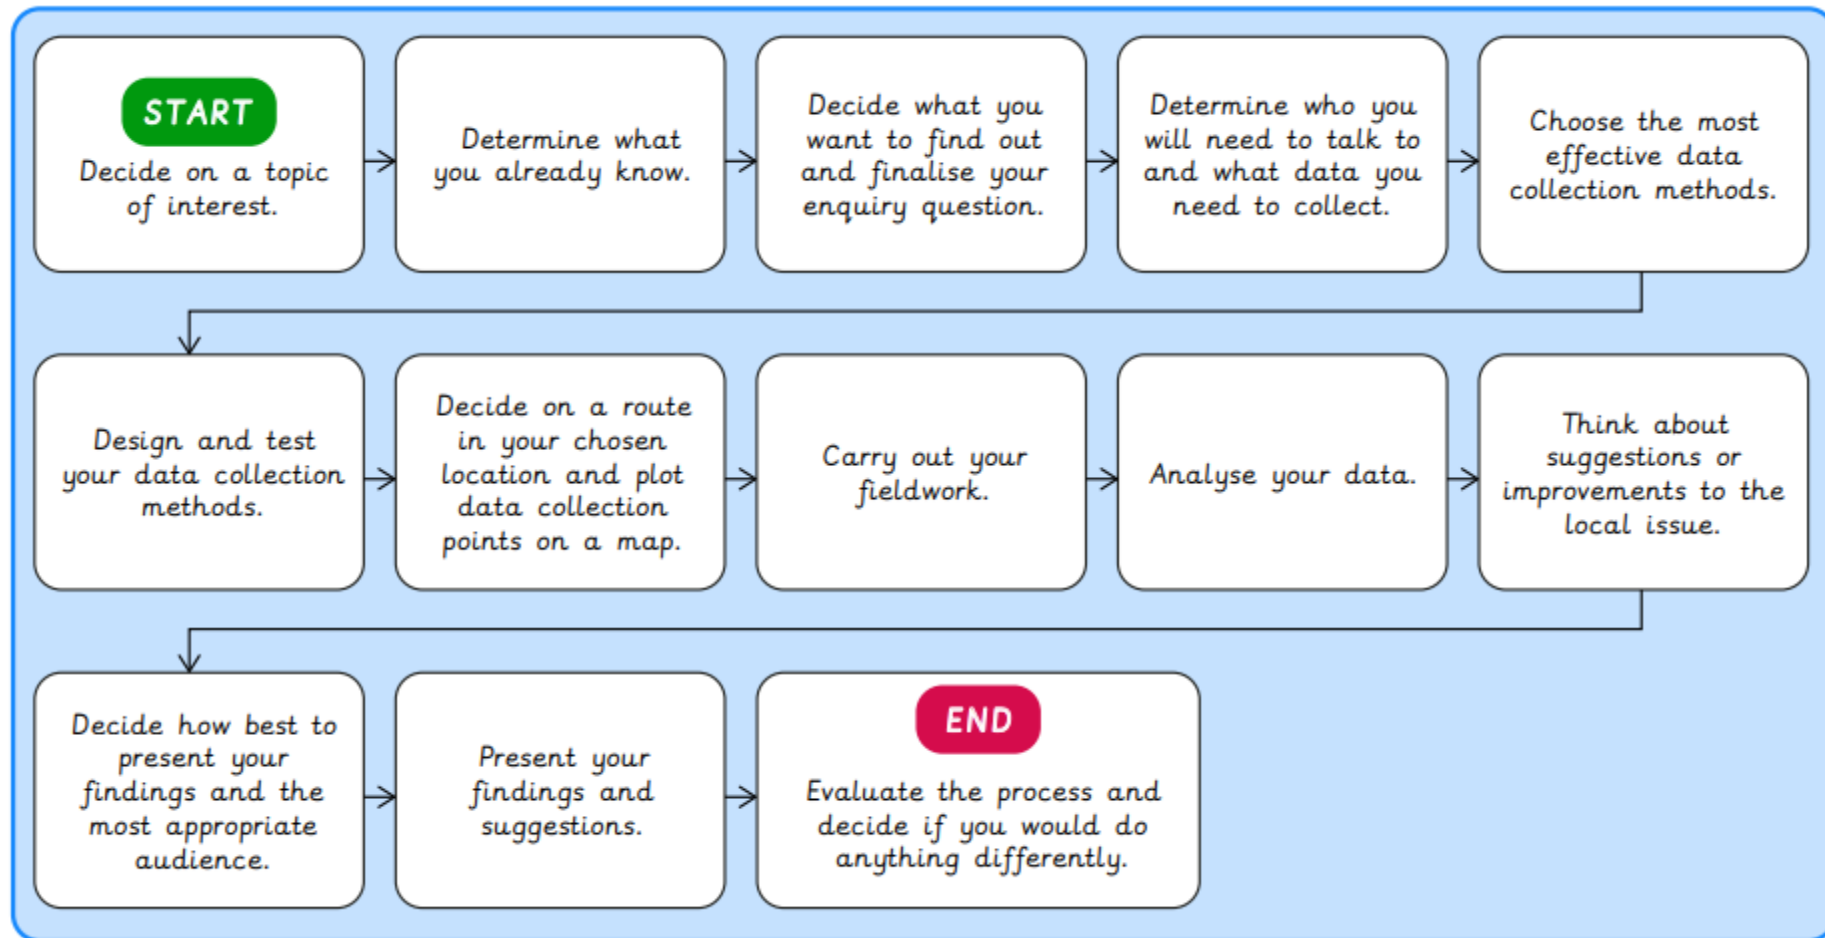 START
Decide on a topic
of interest.
Determine what
you already know.
Decide what you
want to find out
and finalise your
enquiry question.
Determine who you
will need to talk to
and what data you
need to collect.
Choose the most
effective data
collection methods.
Design and test
your data collection
methods.
Decide on a route
in your chosen
location and plot
data collection
points on a map.
Carry out your
fieldwork.
Analyse your data.
Think about
suggestions or
improvements to the
local issue.
Decide how best to
present your
findings and the
most appropriate
audience.
Present your
findings and
suggestions.
END
Evaluate the process and
decide if you would do
anything differently.